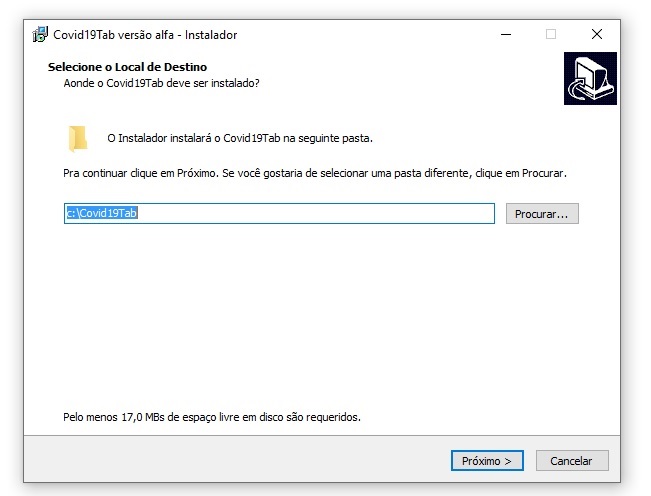 Covid19Tab versão alfa - Instalador
Selecione o Local de Destino
Aonde o Covid19Tab deve ser instalado?
O Instalador instalará o Covid19Tab na seguinte pasta.
Pra continuar clique em Próximo. Se você gostaria de selecionar uma pasta diferente, clique em Procurar.
c:\Covid19Tab
Procurar...
Pelo menos 17,0 MBs de espaço livre em disco são requeridos.
Próximo >
Cancelar